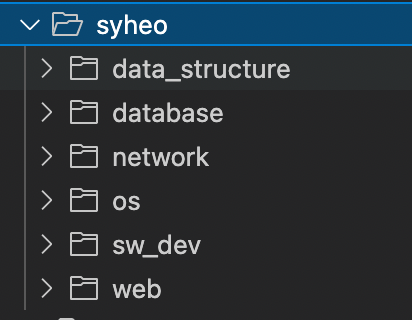 syheo
data_structure
database
network
os
sw_dev
web